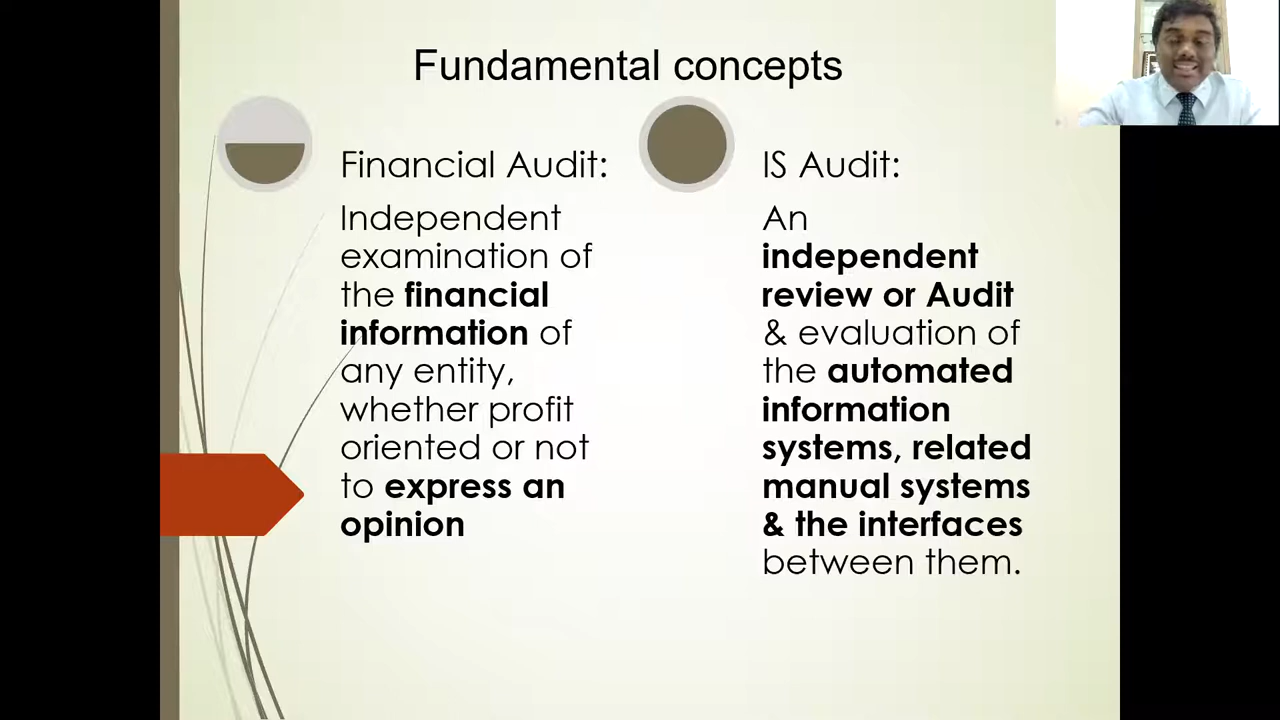 Fundamental concepts
Financial Audit:
Independent
examination of
the financial
information of
any entity,
whether profit
oriented or not
to express an
opinion
IS Audit:
An
independent
review or Audit
& evaluation of
the automated
information
systems, related
manual systems
& the interfaces
between them.